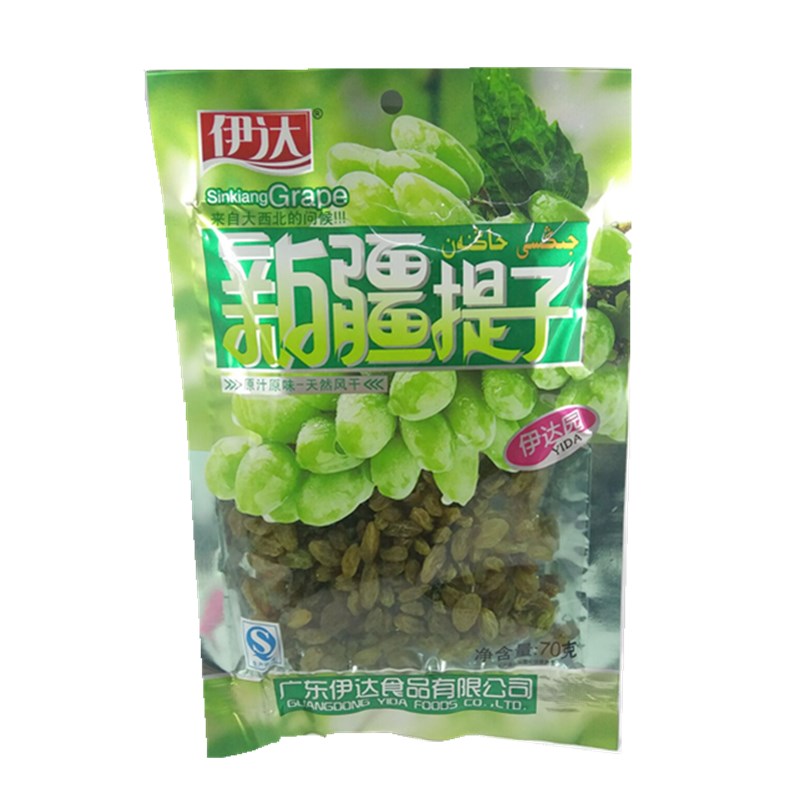 伊达®
SinkiangGrape
来自大西北的问候!!!
新疆提子
>>>原汁原味-天然风干<<<
伊达园
YIDA
净含量:70克
广东伊达食品有限公司
GUANGDONG YIDA FOODS CO.,LTD.